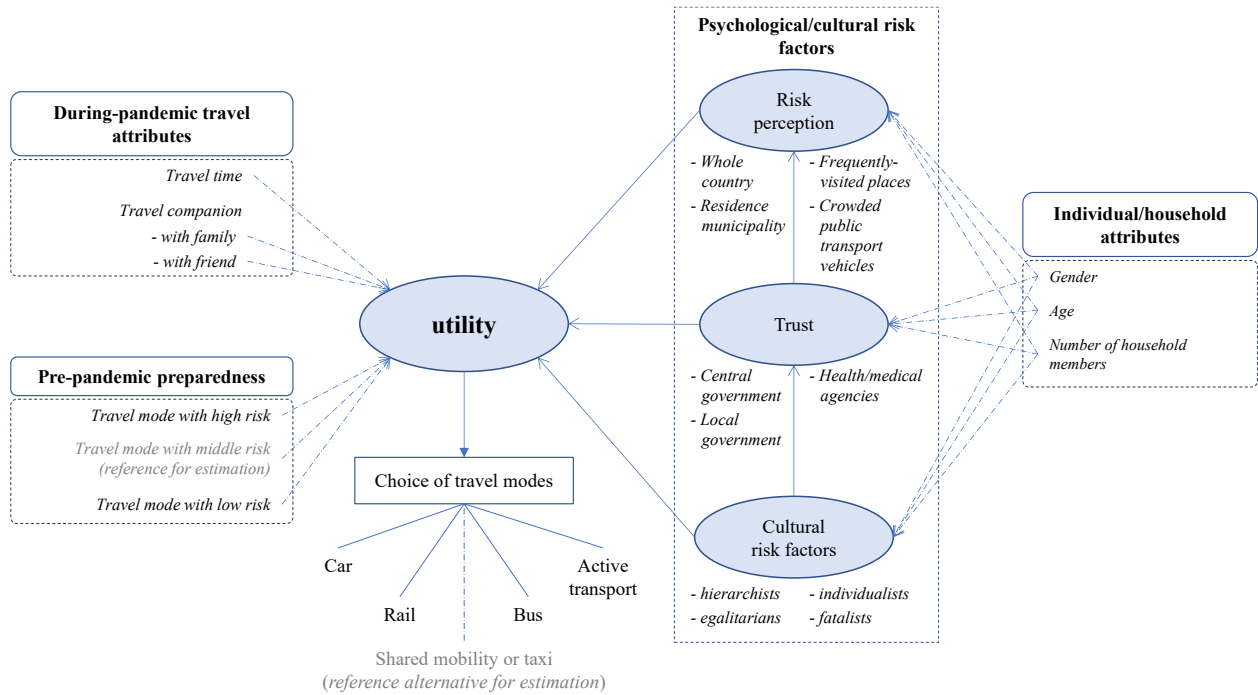 During-pandemic travel
attributes
Travel time
Travel companion
- with family
- with friend
Pre-pandemic preparedness
Travel mode with high risk
Travel mode with middle risk
(reference for estimation)
Travel mode with low risk
utility
Choice of travel modes
Car
Rail
Bus
Active
transport
Shared mobility or taxi
(reference alternative for estimation)
Psychological/cultural risk
factors
Risk
perception
- Whole
country
- Residence
municipality
- Frequently-
visited places
- Crowded
public
transport
vehicles
Trust
- Central
government
- Local
government
- Health/medical
agencies
Cultural
risk factors
- hierarchists
- egalitarians
- individualists
- fatalists
Individual/household
attributes
Gender
Age
Number of household
members